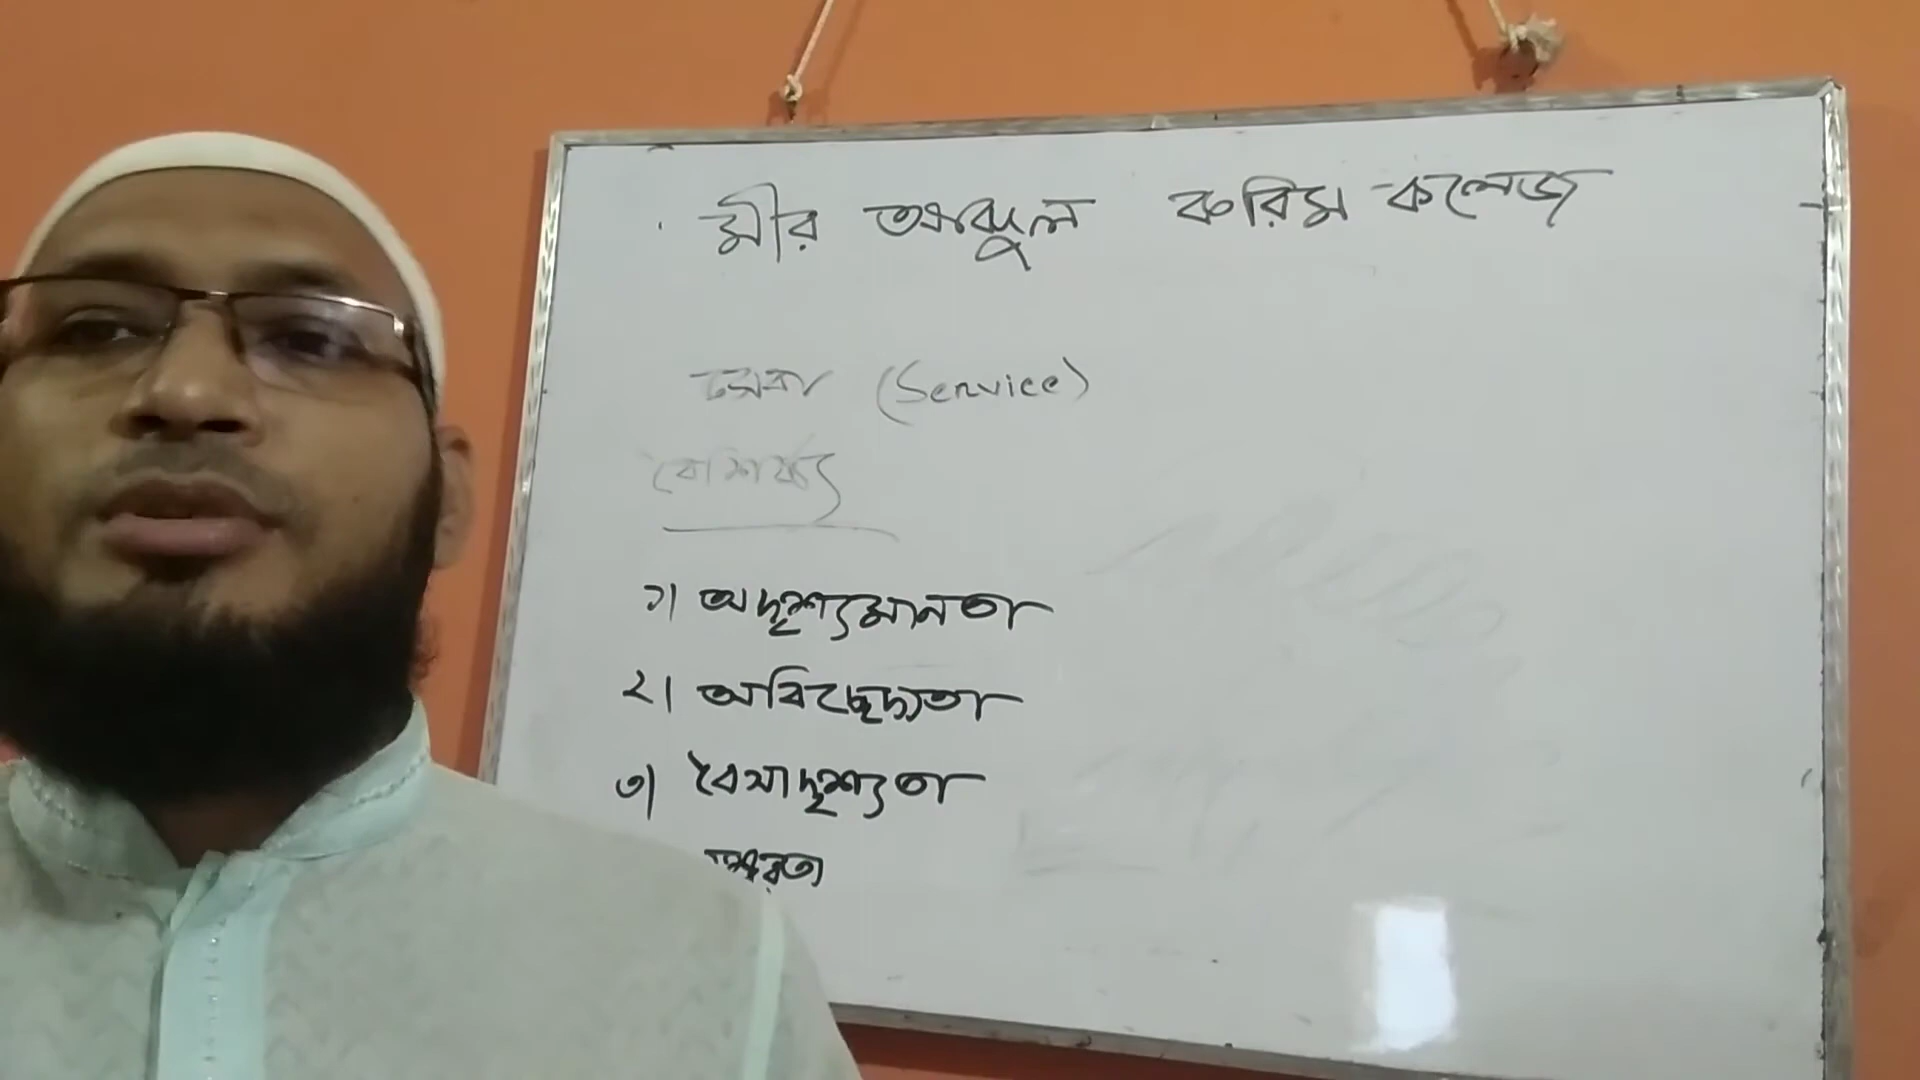 মীর আব্দুল করিম কলেজ
সেবা (Service)
বৈশিষ্ট্য
১। অদৃশ্যমানতা
২। অবিচ্ছেদ্যতা
৩। বৈসাদৃশ্যতা